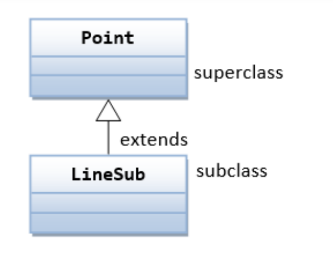 Point
superclass
extends
LineSub
subclass